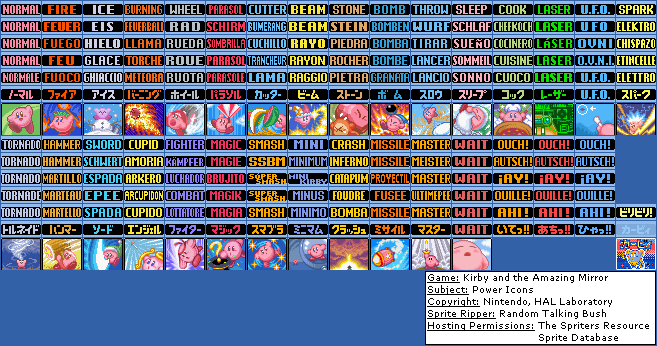 NORMAL FIRE ICE BURNING WHEEL PARASOL CUTTER BEAM STONE BOMB THROW SLEEP COOK LASER U.F.O. SPARK
NORMAL FEUER EIS FEUERBALL RAD SCHIRM BUMERANG BEAM STEIN BOMBEN WURF SCHLAF CHEFKOCH LASER U.F.O. ELEKTRO
NORMAL FUEGO HIELO LLAMA RUEDA SOMBRILLA CUCHILLO RAYO PIEDRA BOMBA TIRAR SUEÑO COCINERO LASER OVNI CHISPAZO
NORMAL FEU GLACE TORCHE ROUE PARASOL TRANCHEUR RAYON ROCHER BOMBE LANCER SOMMEIL CUISINE LASER O.V.N.I. ETINCELLE
NORMALE FUOCO GHIACCIO METEORA RUOTA PARASOLE LAMA RAGGIO PIETRA GRANATA LANCIO SONNO CUOCO LASER U.F.O. ELETTRO
ノーマル ファイア アイス バーニング ホイール パラソル カッター ビーム ストーン ボム スロウ スリープ コック レーザー U.F.O. スパーク
TORNADO HAMMER SWORD CUPID FIGHTER MAGIC SMASH MINI CRASH MISSILE MASTER WAIT OUCH! OUCH! OUCH!
TORNADO HAMMER SCHWERT AMORIA KÄMPFER MAGIE SSBM MINIMUM INFERNO MISSILE MEISTER WAIT AUTSCH! AUTSCH! AUTSCH!
TORNADO MARTILLO ESPADA ARKERO LUCHADOR BRUJITO SUPER SMASH MINI KIRBY CATAPUM PROYECTIL MASTER WAIT ¡AY! ¡AY! ¡AY!
TORNADE MARTEAU EPEE ARCUPIDON COMBAT MAGIK SUPER SMASH MINUS FOUDRE FUSEE ULTIMEPEE WAIT OUILLE! OUILLE! OUILLE!
TORNADO MARTELLO SPADA CUPIDO LOTTATORE MAGIA SMASH MINIMO BOMBA MISSILE MASTER WAIT AHI! AHI! AHI! ビリビリ!
トルネイド ハンマー ソード エンジェル ファイター マジック スマブラ ミニマム クラッシュ ミサイル マスター WAIT いてっ!! あちっ!! ひゃっ!! カービィ
Game: Kirby and the Amazing Mirror
Subject: Power Icons
Copyright: Nintendo, HAL Laboratory
Sprite Ripper: Random Talking Bush
Hosting Permissions: The Spriters Resource
Sprite Database